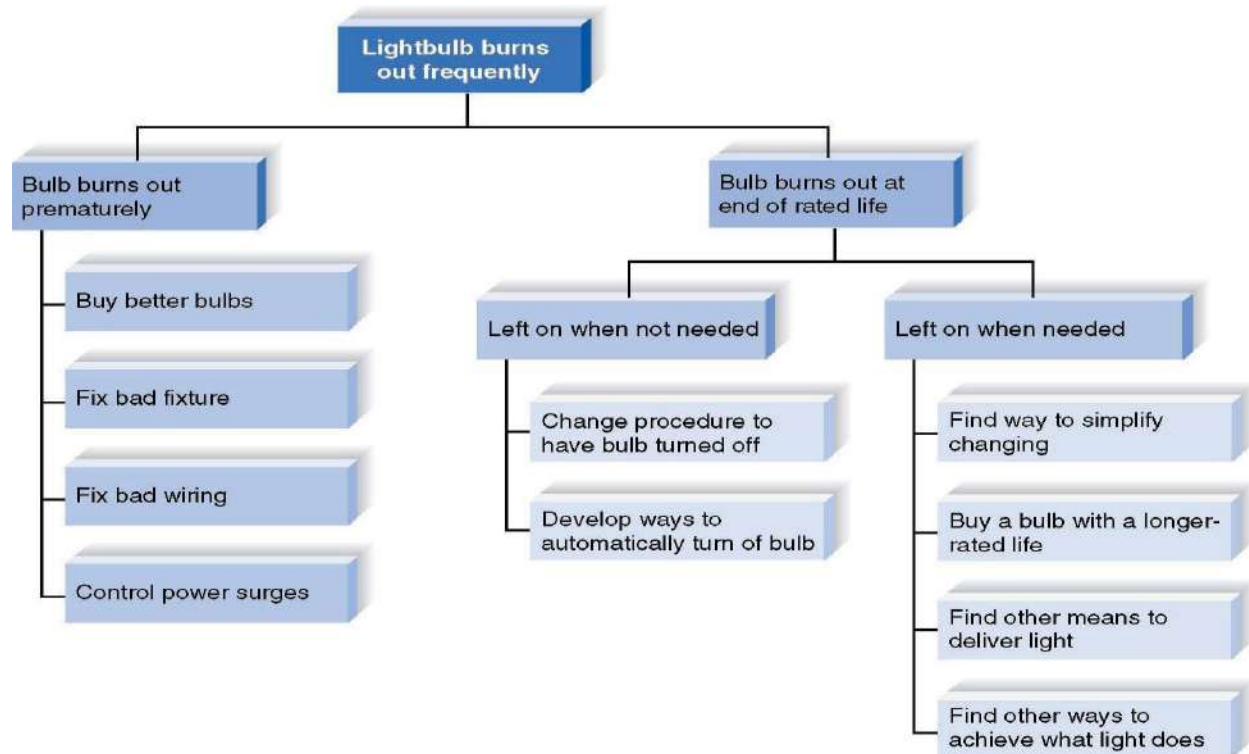 Lightbulb burns
out frequently
Bulb burns out
prematurely
Buy better bulbs
Fix bad fixture
Fix bad wiring
Control power surges
Bulb burns out at
end of rated life
Left on when not needed
Change procedure to
have bulb turned off
Develop ways to
automatically turn of bulb
Left on when needed
Find way to simplify
changing
Buy a bulb with a longer-
rated life
Find other means to
deliver light
Find other ways to
achieve what light does